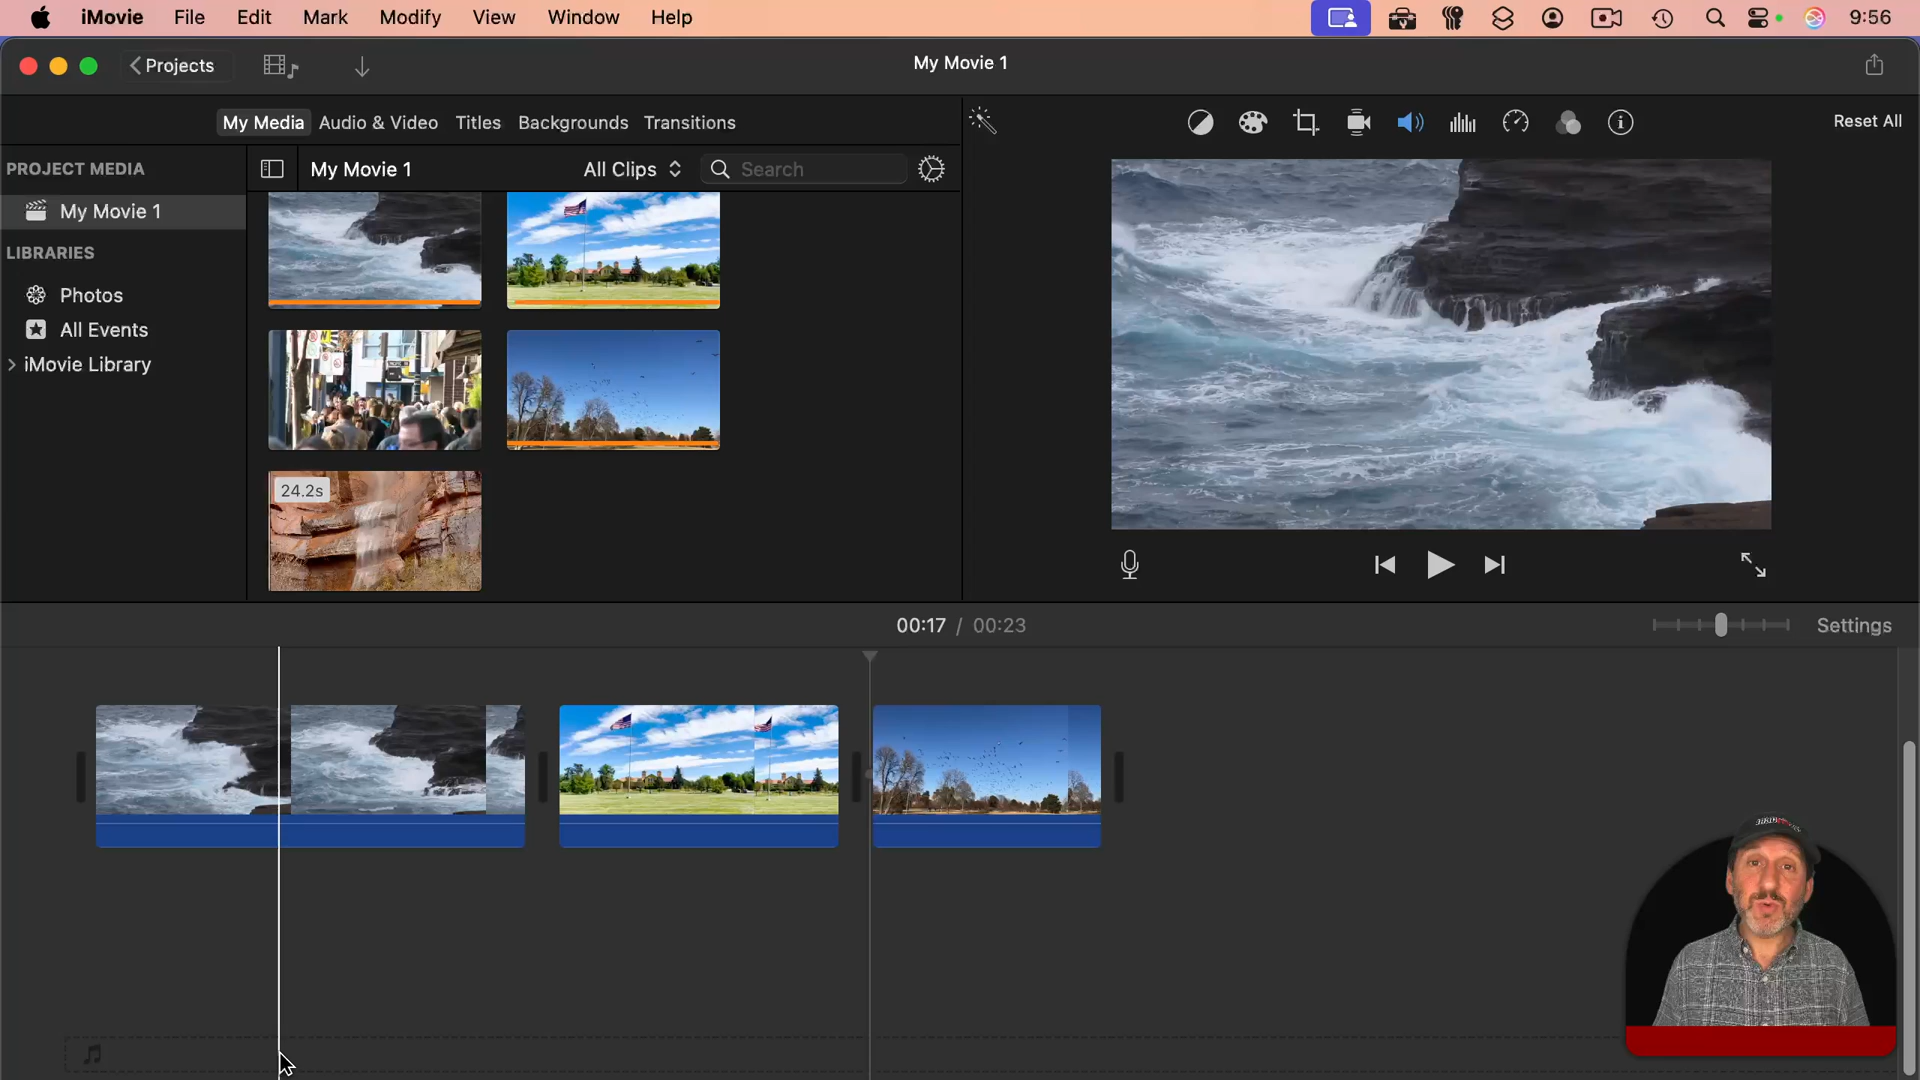 iMovie File Edit Mark Modify View Window Help 9:56
Projects
My Movie 1
My Media Audio & Video Titles Backgrounds Transitions
Reset All
PROJECT MEDIA
My Movie 1 All Clips Search
My Movie 1
LIBRARIES
Photos
All Events
iMovie Library
24.2s
00:17 / 00:23
Settings